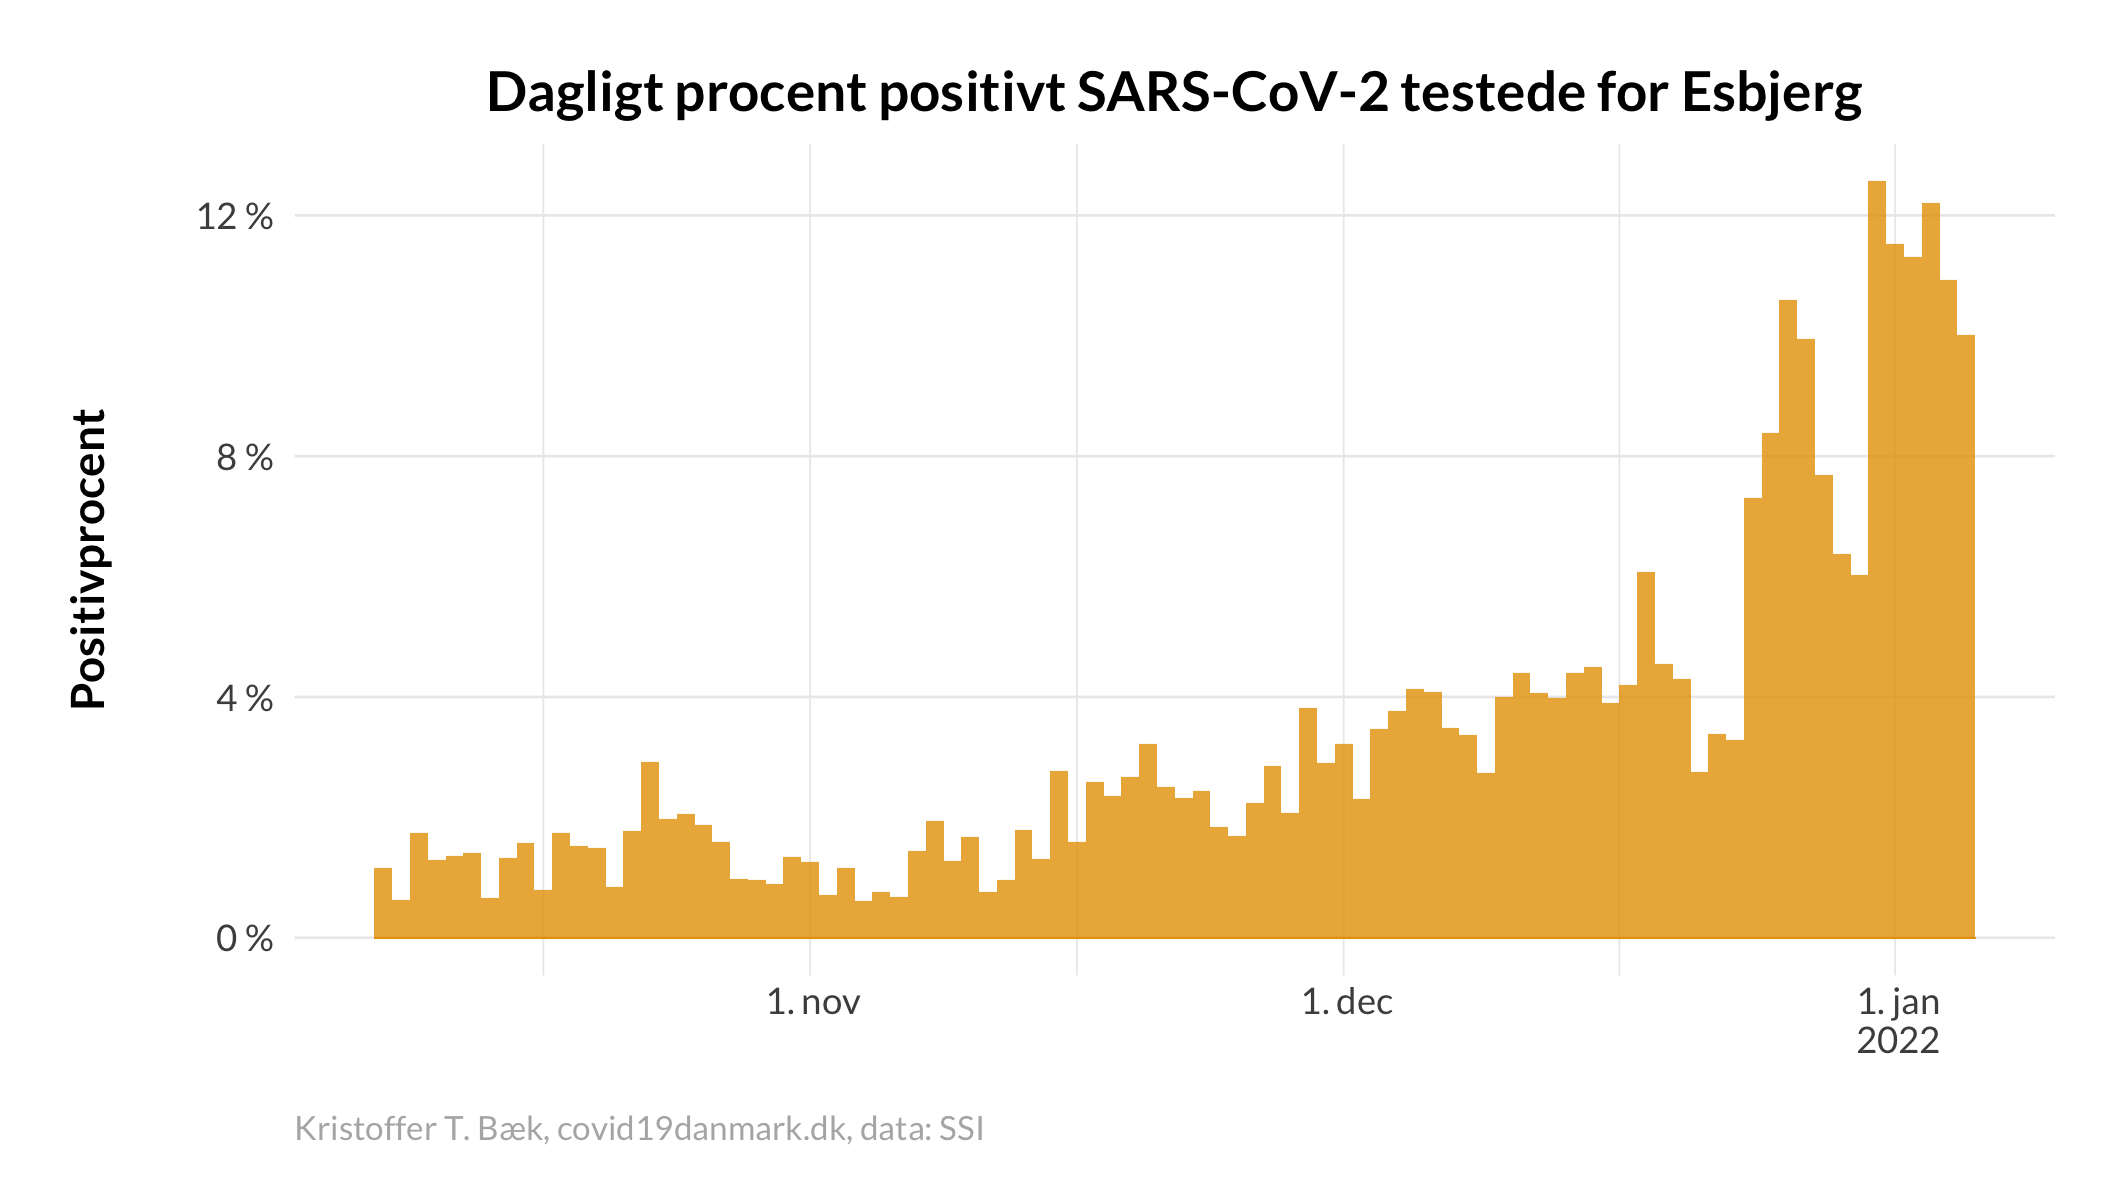 Dagligt procent positivt SARS-CoV-2 testede for Esbjerg
Positivprocent
12 %
8 %
4 %
0 %
1. nov
1. dec
1. jan
2022
Kristoffer T. Bæk, covid19danmark.dk, data: SSI